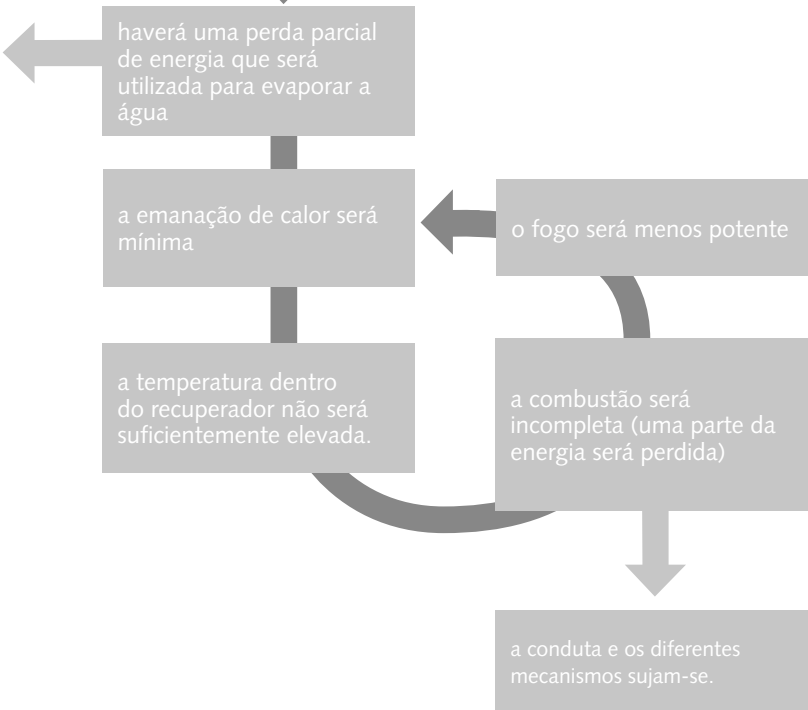 haverá uma perda parcial
de energia que será
utilizada para evaporar a
água
a emanação de calor será
mínima
o fogo será menos potente
a temperatura dentro
do recuperador não será
suficientemente elevada.
a combustão será
incompleta (uma parte da
energia será perdida)
a conduta e os diferentes
mecanismos sujam-se.